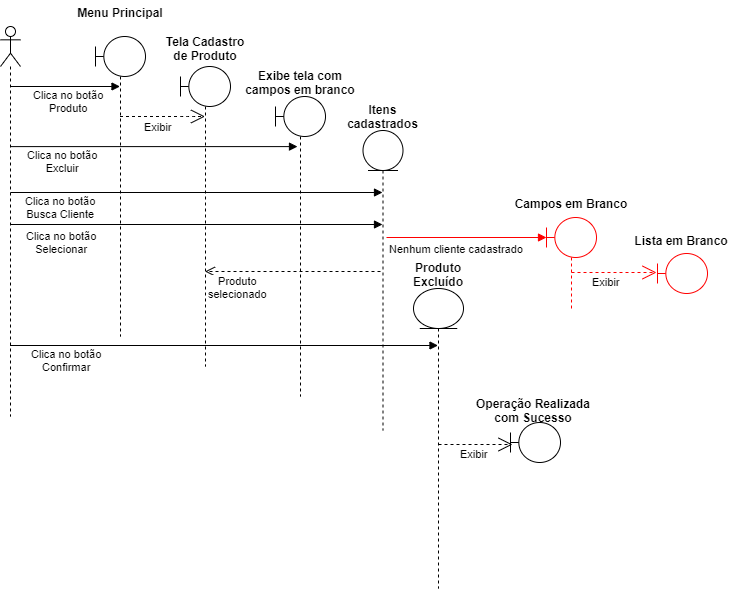 Menu Principal
Tela Cadastro
de Produto
Exibe tela com
campos em branco
Itens
cadastrados
Clica no botão
Produto
Exibir
Clica no botão
Excluir
Clica no botão
Busca Cliente
Campos em Branco
Clica no botão
Selecionar
Nenhum cliente cadastrado
Lista em Branco
Produto
Excluído
Produto
selecionado
Exibir
Clica no botão
Confirmar
Operação Realizada
com Sucesso
Exibir